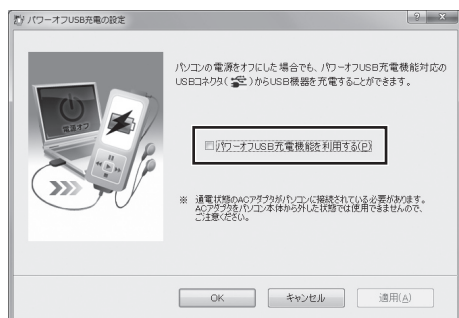 パワーオフUSB充電の設定
電源オフ
パソコンの電源をオフにした場合でも、パワーオフUSB充電機能対応の
USBコネクタ( )からUSB機器を充電することができます。
パワーオフUSB充電機能を利用する(P)
※ 通電状態のACアダプタがパソコンに接続されている必要があります。
ACアダプタをパソコン本体から外した状態では使用できませんので、
ご注意ください。
OK キャンセル 適用(A)